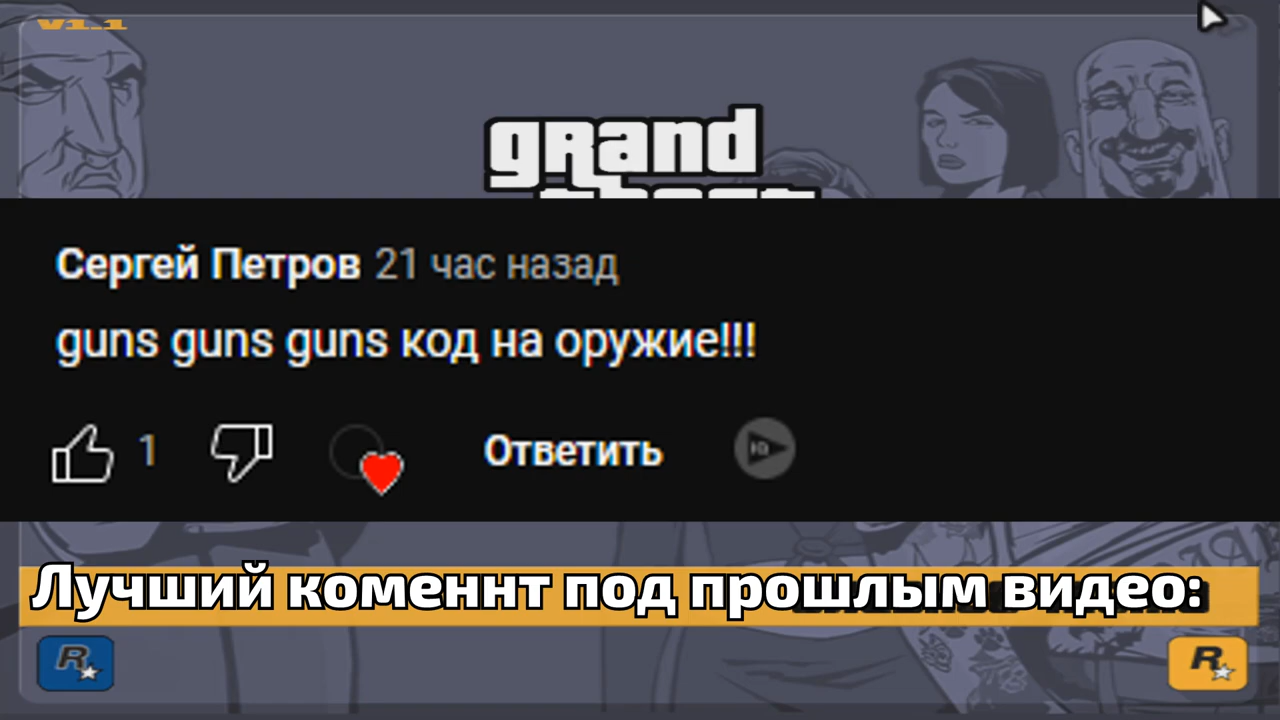 v1.1
grand
Сергей Петров 21 час назад
guns guns guns код на оружие!!!
1
Ответить
Ю
Лучший коменнт под прошлым видео:
R
R